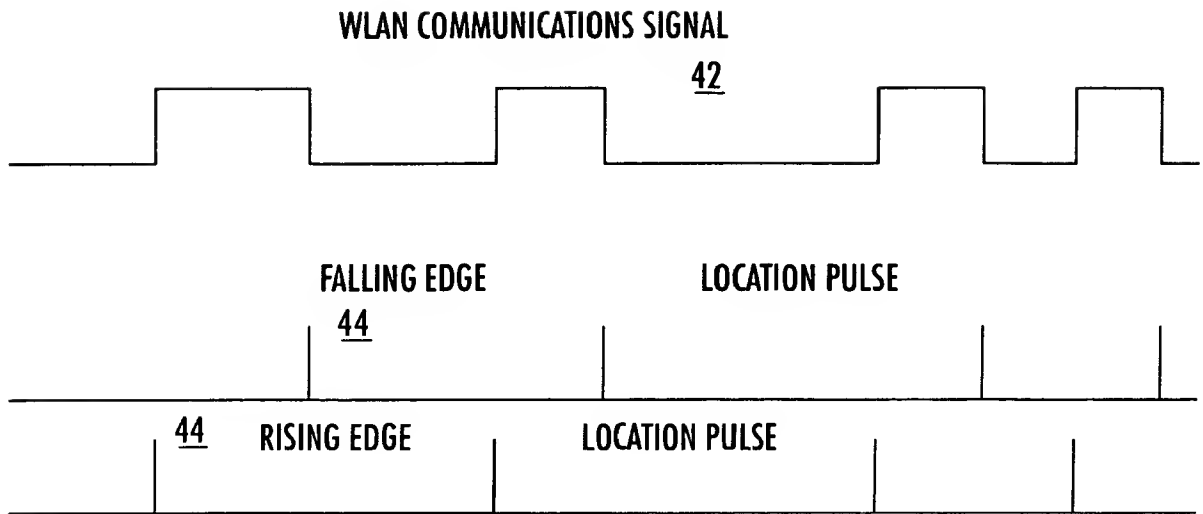 WLAN COMMUNICATIONS SIGNAL
42
FALLING EDGE LOCATION PULSE
44
44 RISING EDGE LOCATION PULSE